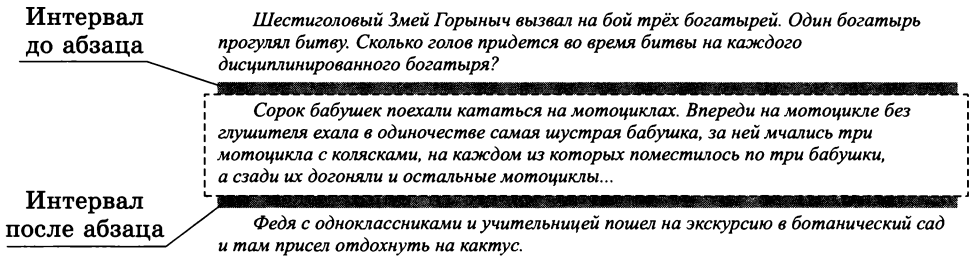 Интервал
до абзаца
Шестиголовый Змей Горыныч вызвал на бой трёх богатырей. Один богатырь
прогулял битву. Сколько голов придется во время битвы на каждого
дисциплинированного богатыря?
Сорок бабушек поехали кататься на мотоциклах. Впереди на мотоцикле без
глушителя ехала в одиночестве самая шустрая бабушка, за ней мчались три
мотоцикла с колясками, на каждом из которых поместилось по три бабушки,
а сзади их догоняли и остальные мотоциклы...
Интервал
после абзаца
Федя с одноклассниками и учительницей пошел на экскурсию в ботанический сад
и там присел отдохнуть на кактус.